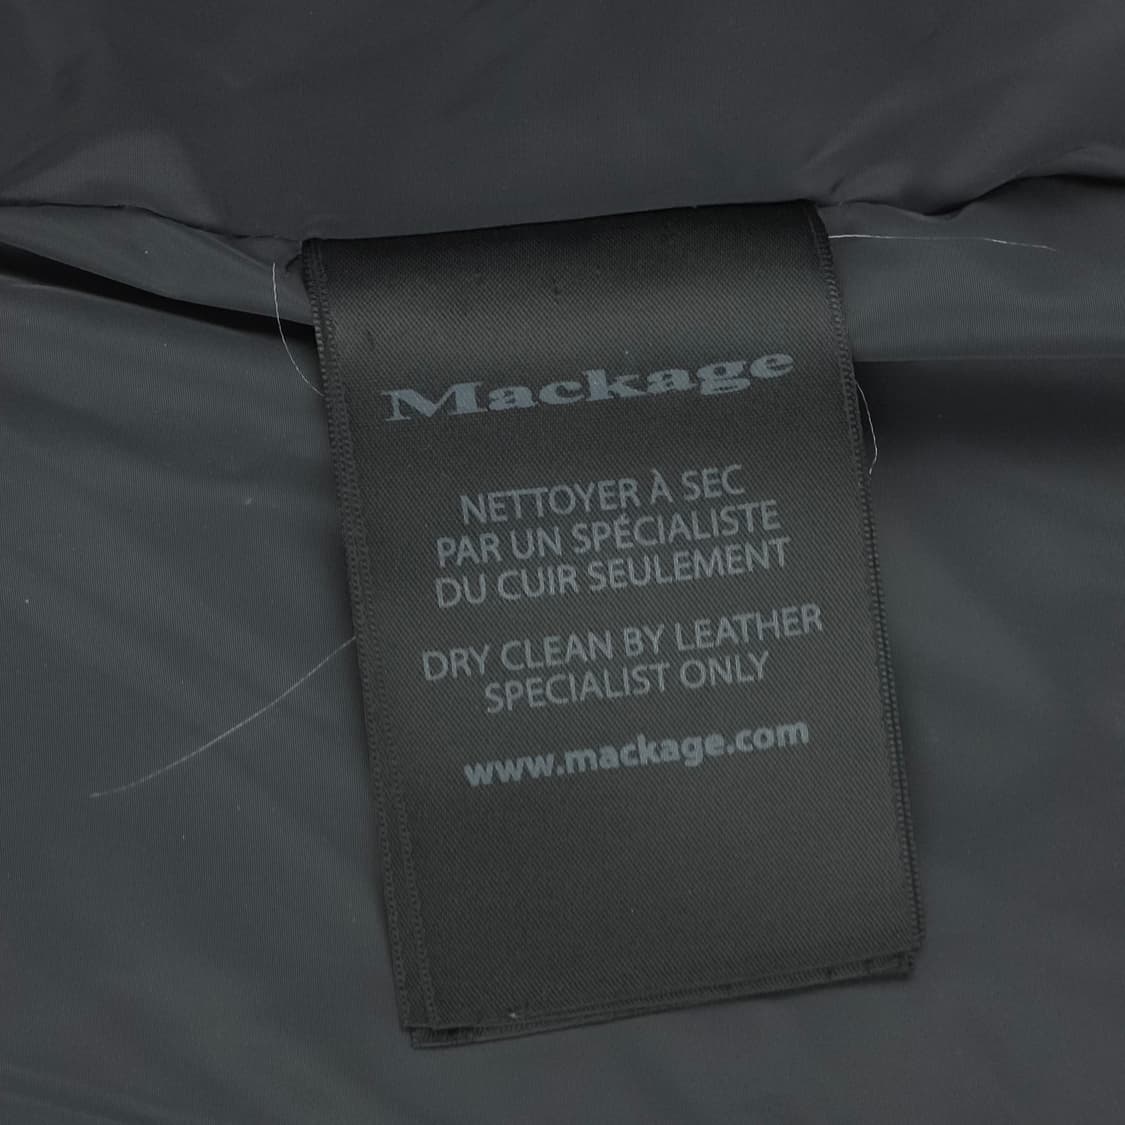 Mackage
NETTOYER À SEC
PAR UN SPÉCIALISTE
DU CUIR SEULEMENT
DRY CLEAN BY LEATHER
SPECIALIST ONLY
www.mackage.com